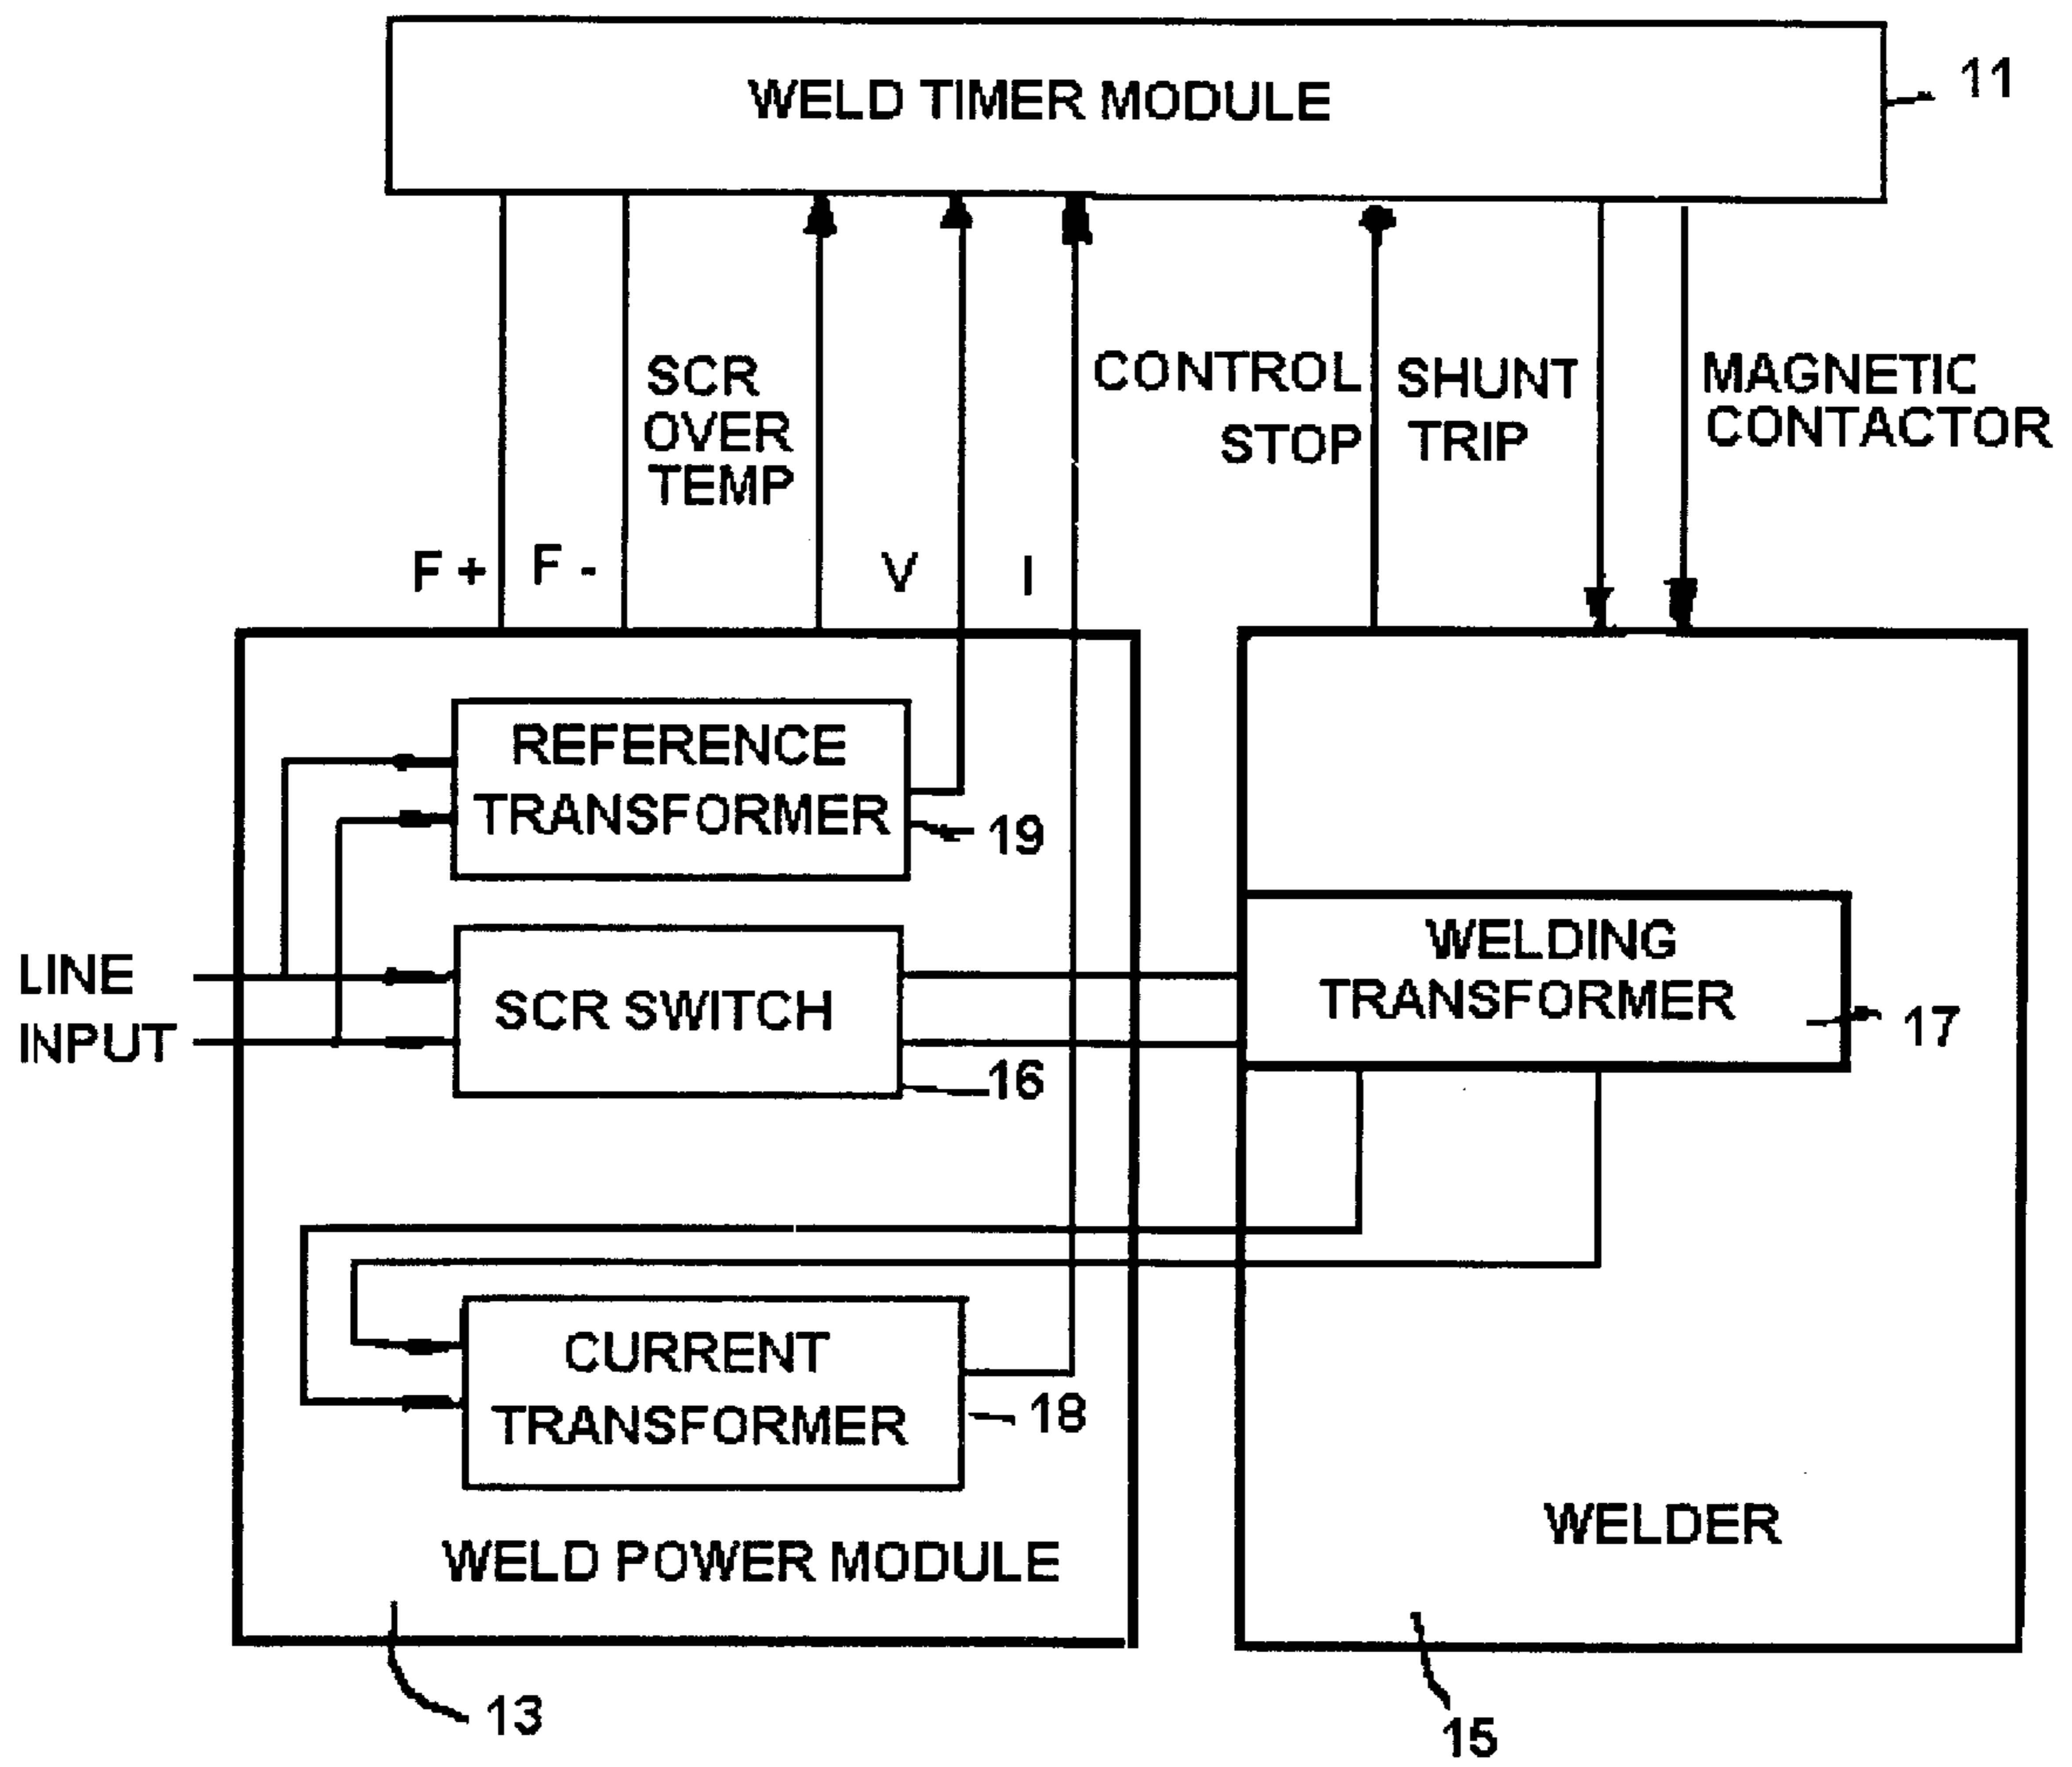 WELD TIMER MODULE
11
SCR
OVER
TEMP
F +
F -
V
I
CONTROL
STOP
SHUNT
TRIP
MAGNETIC
CONTACTOR
REFERENCE
TRANSFORMER
19
LINE
INPUT
SCR SWITCH
16
WELDING
TRANSFORMER
17
CURRENT
TRANSFORMER
18
WELD POWER MODULE
WELDER
13
15